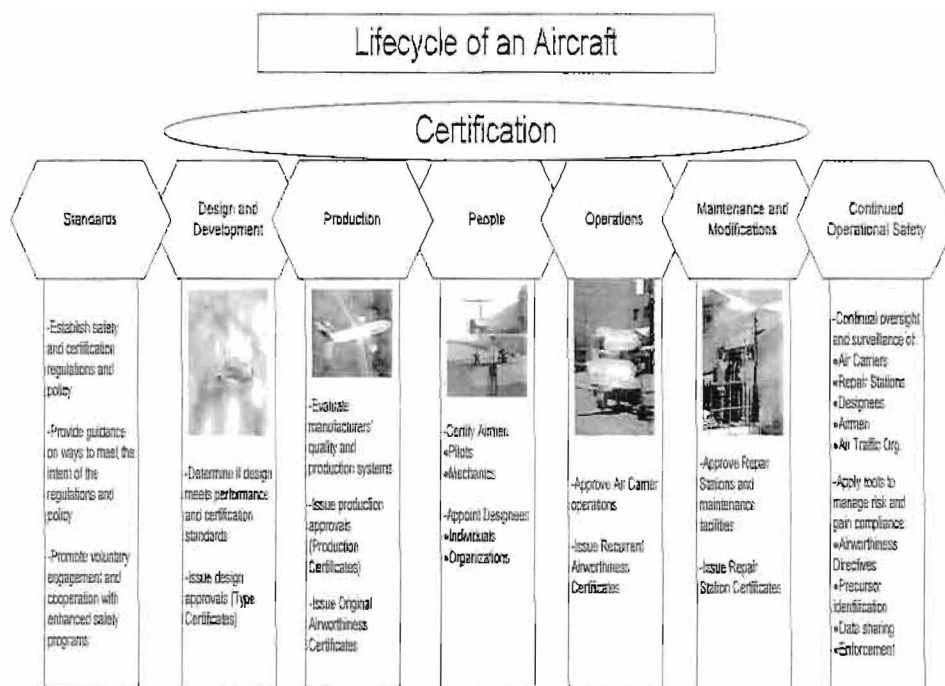 Lifecycle of an Aircraft
Certification
Standards
-Establish safety
and certification
regulations and
policy
-Provide guidance
on ways to meet the
intent of the
regulations and
policy
-Promote voluntary
engagement and
cooperation with
enhanced safety
programs
Design and
Development
-Determine if design
meets performance
and certification
standards
-Issue design
approvals (Type
Certificates)
Production
-Evaluate
manufacturers'
quality and
production systems
-Issue production
approvals
(Production
Certificates)
-Issue Original
Airworthiness
Certificates
People
-Certify Airmen
•Pilots
•Mechanics
-Appoint Designees
•Individuals
•Organizations
Operations
-Approve Air Carrier
operations
-Issue Recurrent
Airworthiness
Certificates
Maintenance and
Modifications
-Approve Repair
Stations and
maintenance
facilities
-Issue Repair
Station Certificates
Continued
Operational Safety
-Continual oversight
and surveillance of
•Air Carriers
•Repair Stations
•Designees
•Airmen
•Air Traffic Org.
-Apply tools to
manage risk and
gain compliance
•Airworthiness
Directives
•Precursor
identification
•Data sharing
•Enforcement